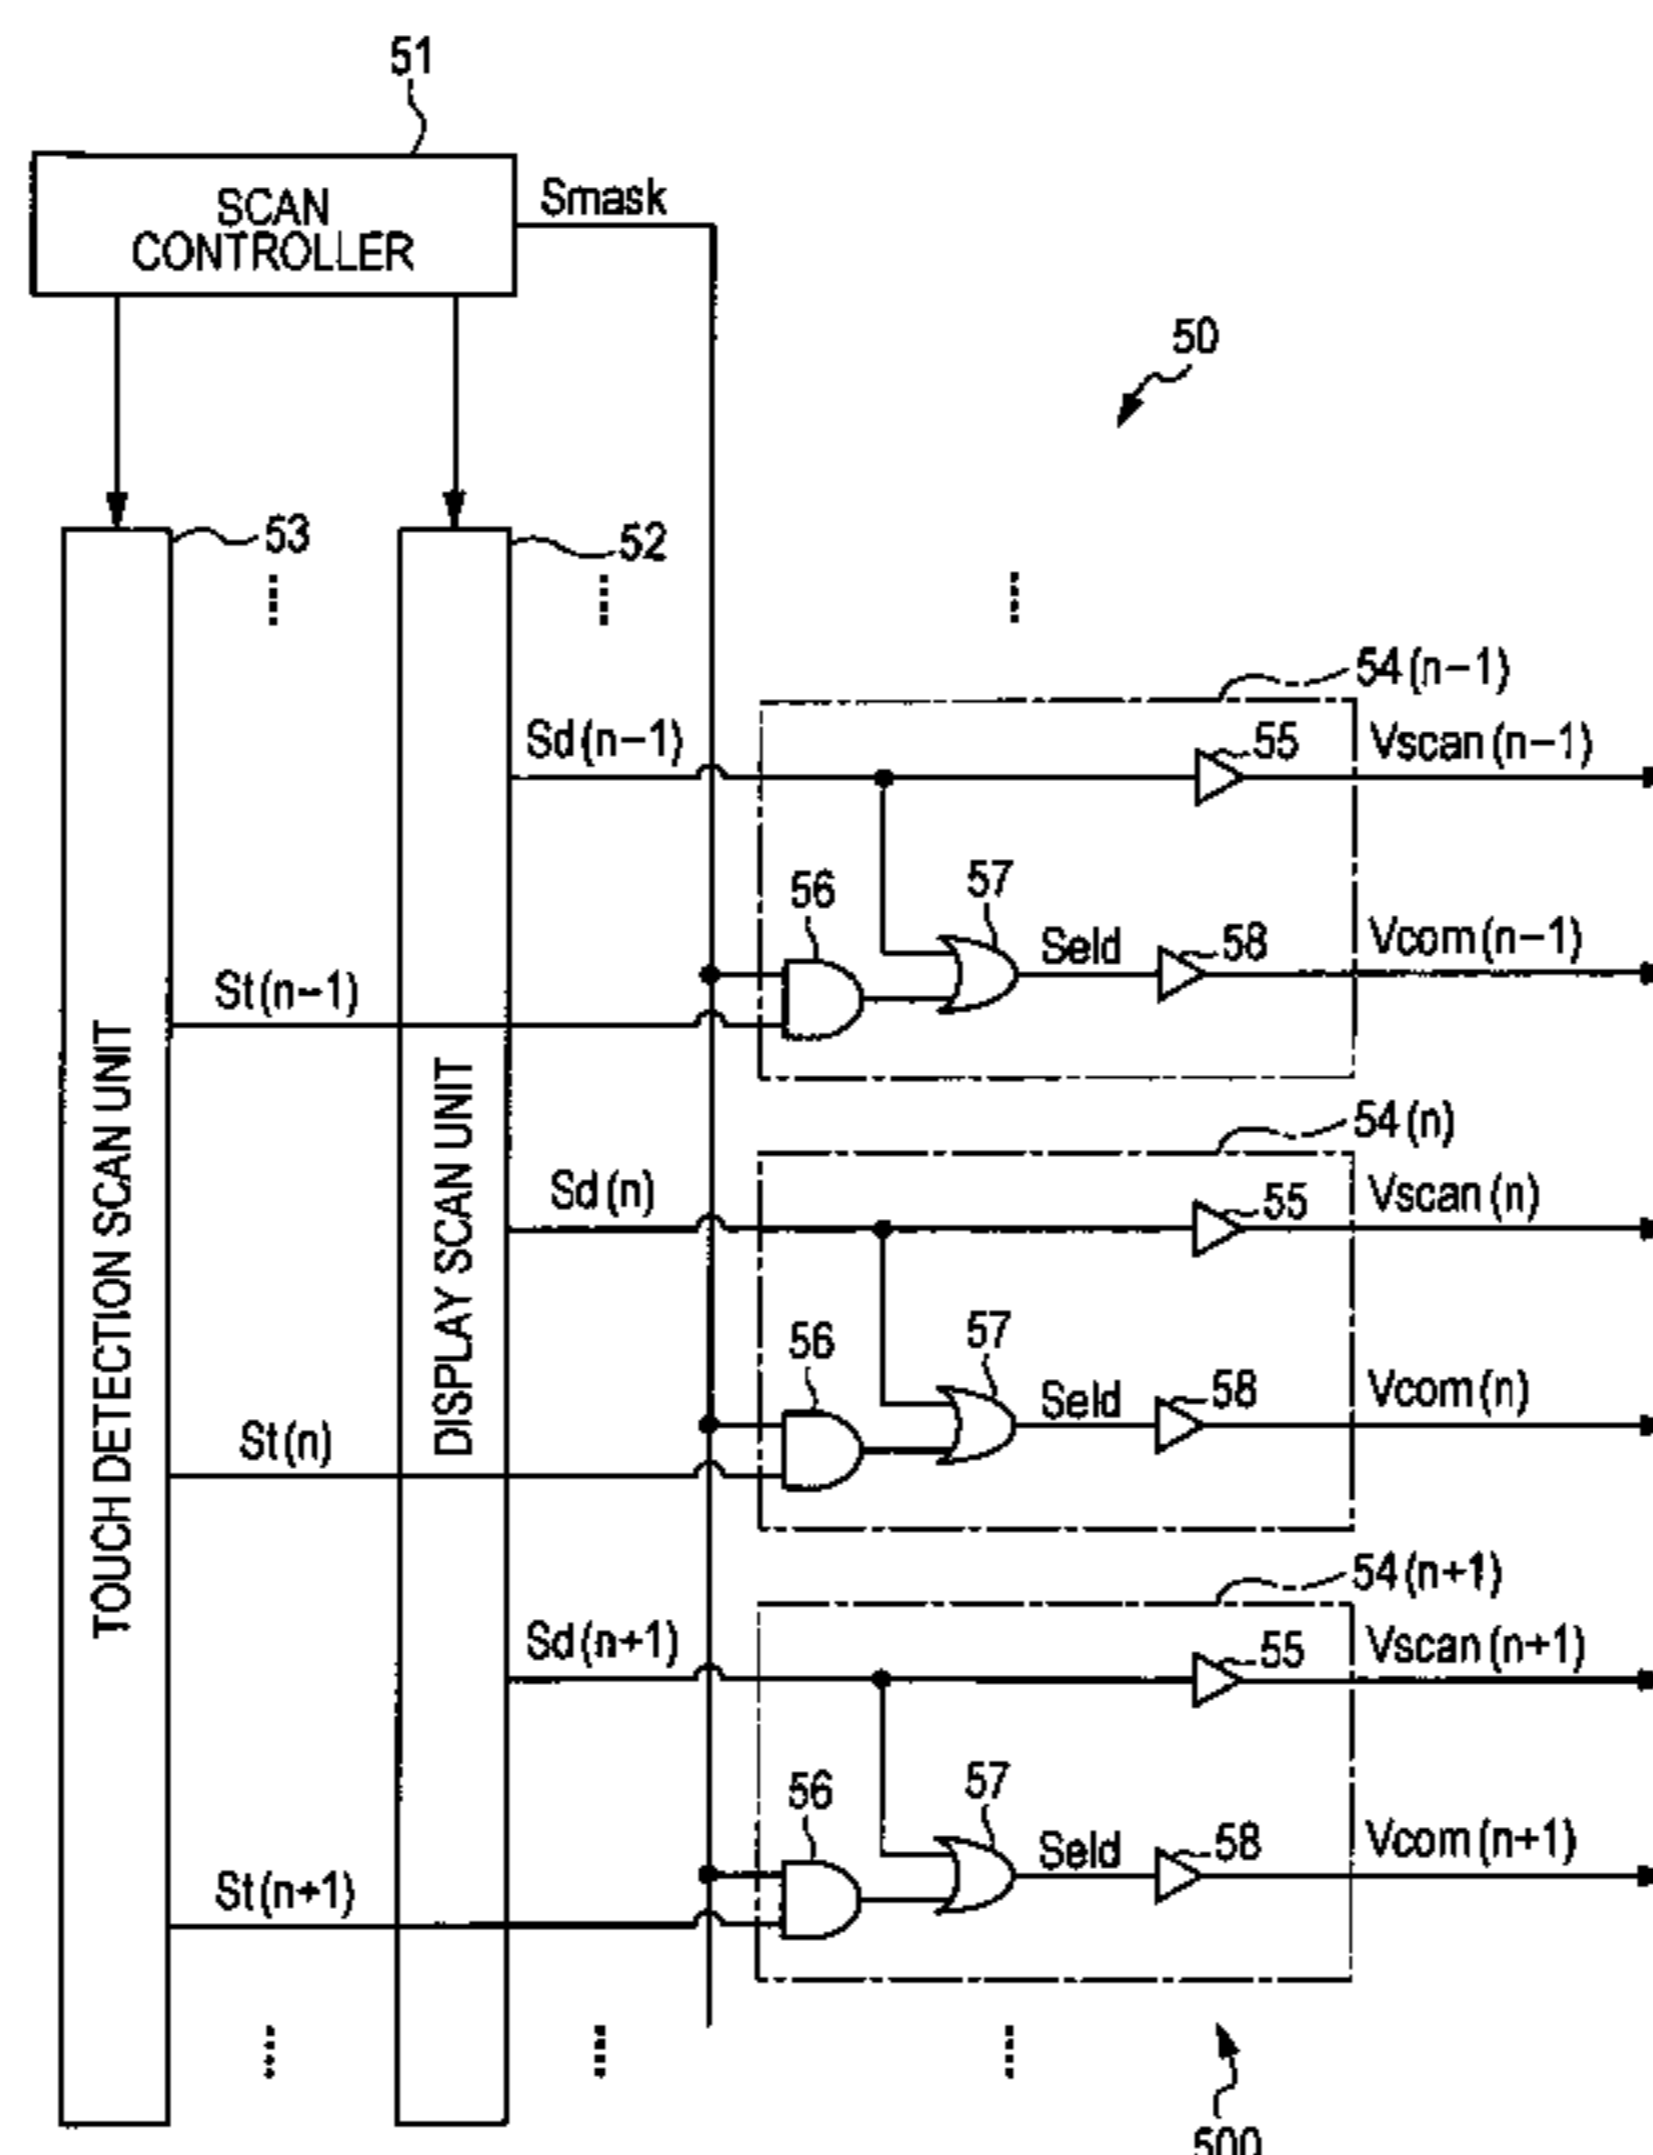 51
SCAN
CONTROLLER
Smask
50
53
52
54(n−1)
Sd(n−1)
55
Vscan(n−1)
56
57
Seld
58
Vcom(n−1)
St(n−1)
TOUCH DETECTION SCAN UNIT
DISPLAY SCAN UNIT
54(n)
Sd(n)
55
Vscan(n)
56
57
Seld
58
Vcom(n)
St(n)
54(n+1)
Sd(n+1)
55
Vscan(n+1)
56
57
Seld
58
Vcom(n+1)
St(n+1)
500